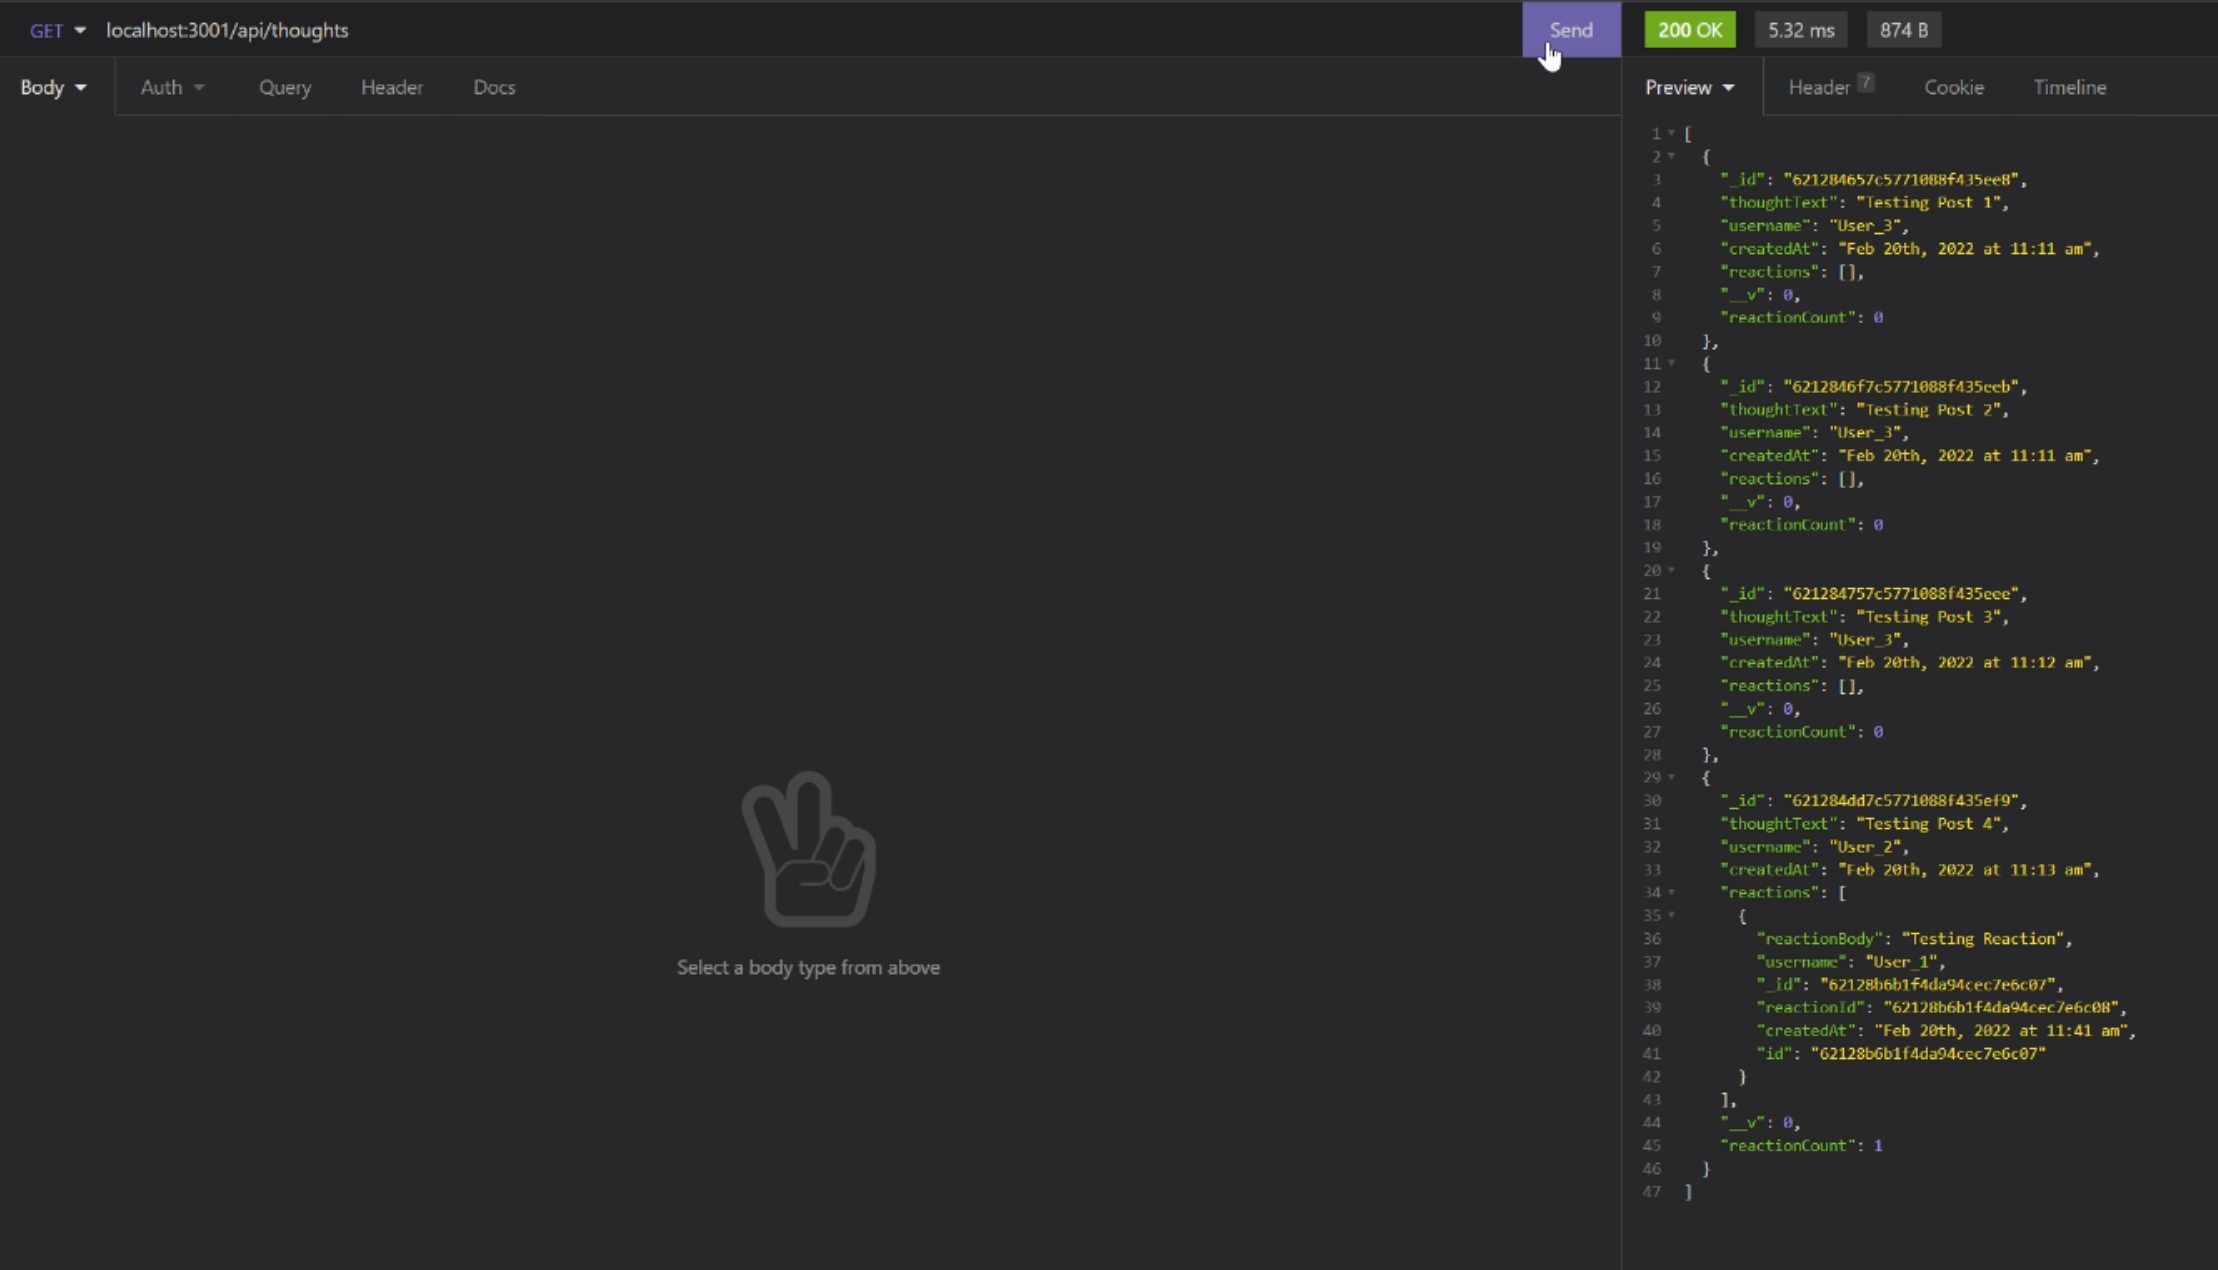 GET localhost:3001/api/thoughts Send 200 OK 5.32 ms 874 B
Body Auth Query Header Docs
Preview Header 7 Cookie Timeline
Select a body type from above
1 [
2 {
3 "_id": "621284657c5771088f435ee8",
4 "thoughtText": "Testing Post 1",
5 "username": "User_3",
6 "createdAt": "Feb 20th, 2022 at 11:11 am",
7 "reactions": [],
8 "__v": 0,
9 "reactionCount": 0
10 },
11 {
12 "_id": "6212846f7c5771088f435eeb",
13 "thoughtText": "Testing Post 2",
14 "username": "User_3",
15 "createdAt": "Feb 20th, 2022 at 11:11 am",
16 "reactions": [],
17 "__v": 0,
18 "reactionCount": 0
19 },
20 {
21 "_id": "621284757c5771088f435eee",
22 "thoughtText": "Testing Post 3",
23 "username": "User_3",
24 "createdAt": "Feb 20th, 2022 at 11:12 am",
25 "reactions": [],
26 "__v": 0,
27 "reactionCount": 0
28 },
29 {
30 "_id": "621284dd7c5771088f435ef9",
31 "thoughtText": "Testing Post 4",
32 "username": "User_2",
33 "createdAt": "Feb 20th, 2022 at 11:13 am",
34 "reactions": [
35 {
36 "reactionBody": "Testing Reaction",
37 "username": "User_1",
38 "_id": "62128b6b1f4da94cec7e6c07",
39 "reactionId": "62128b6b1f4da94cec7e6c08",
40 "createdAt": "Feb 20th, 2022 at 11:41 am",
41 "id": "62128b6b1f4da94cec7e6c07"
42 }
43 ],
44 "__v": 0,
45 "reactionCount": 1
46 }
47 ]